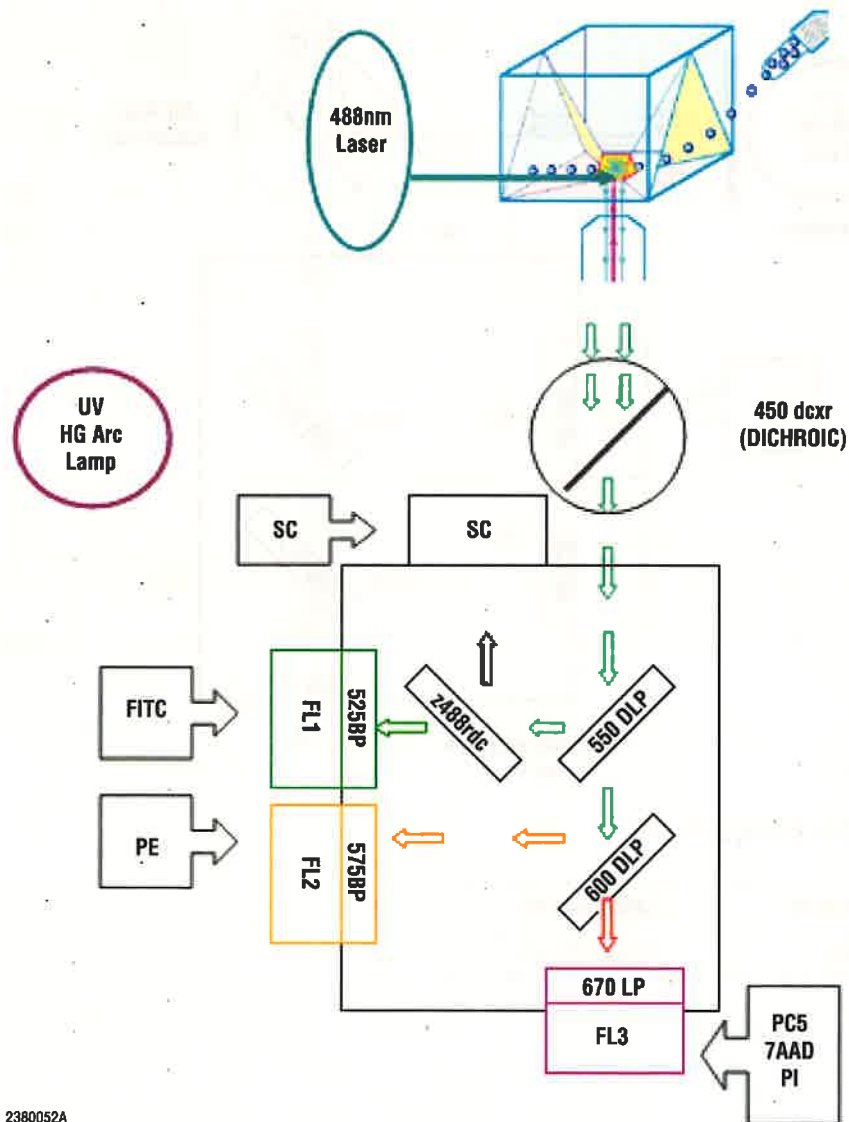 488nm
Laser
UV
HG Arc
Lamp
450 dcxr
(DICHROIC)
SC
SC
FITC
FL1
525BP
z488rdc
550 DLP
PE
FL2
575BP
600 DLP
670 LP
FL3
PC5
7AAD
PI
2380052A